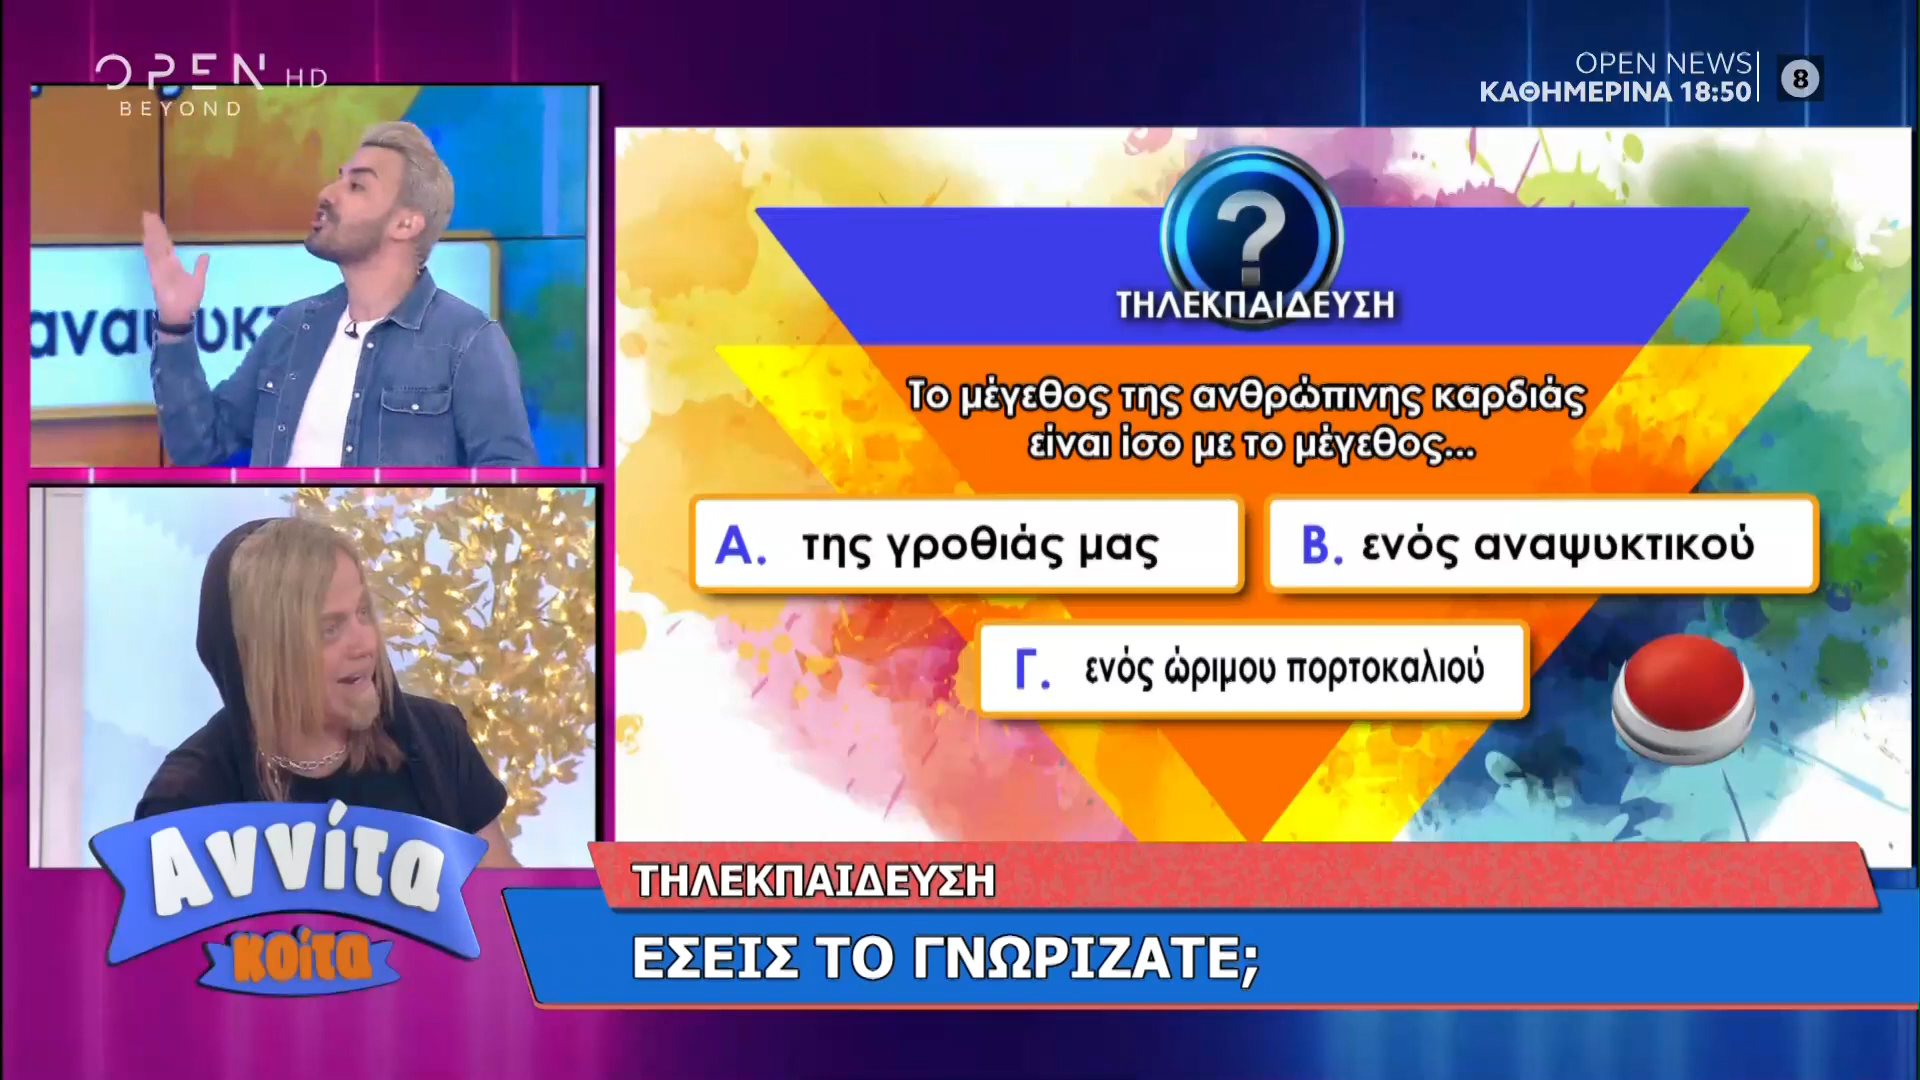 OPEN HD
BEYOND
OPEN NEWS
ΚΑΘΗΜΕΡΙΝΑ 18:50
8
αναψυκτ
?
ΤΗΛΕΚΠΑΙΔΕΥΣΗ
Το μέγεθος της ανθρώπινης καρδιάς
είναι ίσο με το μέγεθος...
Α. της γροθιάς μας
Β. ενός αναψυκτικού
Γ. ενός ώριμου πορτοκαλιού
Αννίτα
κοίτα
ΤΗΛΕΚΠΑΙΔΕΥΣΗ
ΕΣΕΙΣ ΤΟ ΓΝΩΡΙΖΑΤΕ;